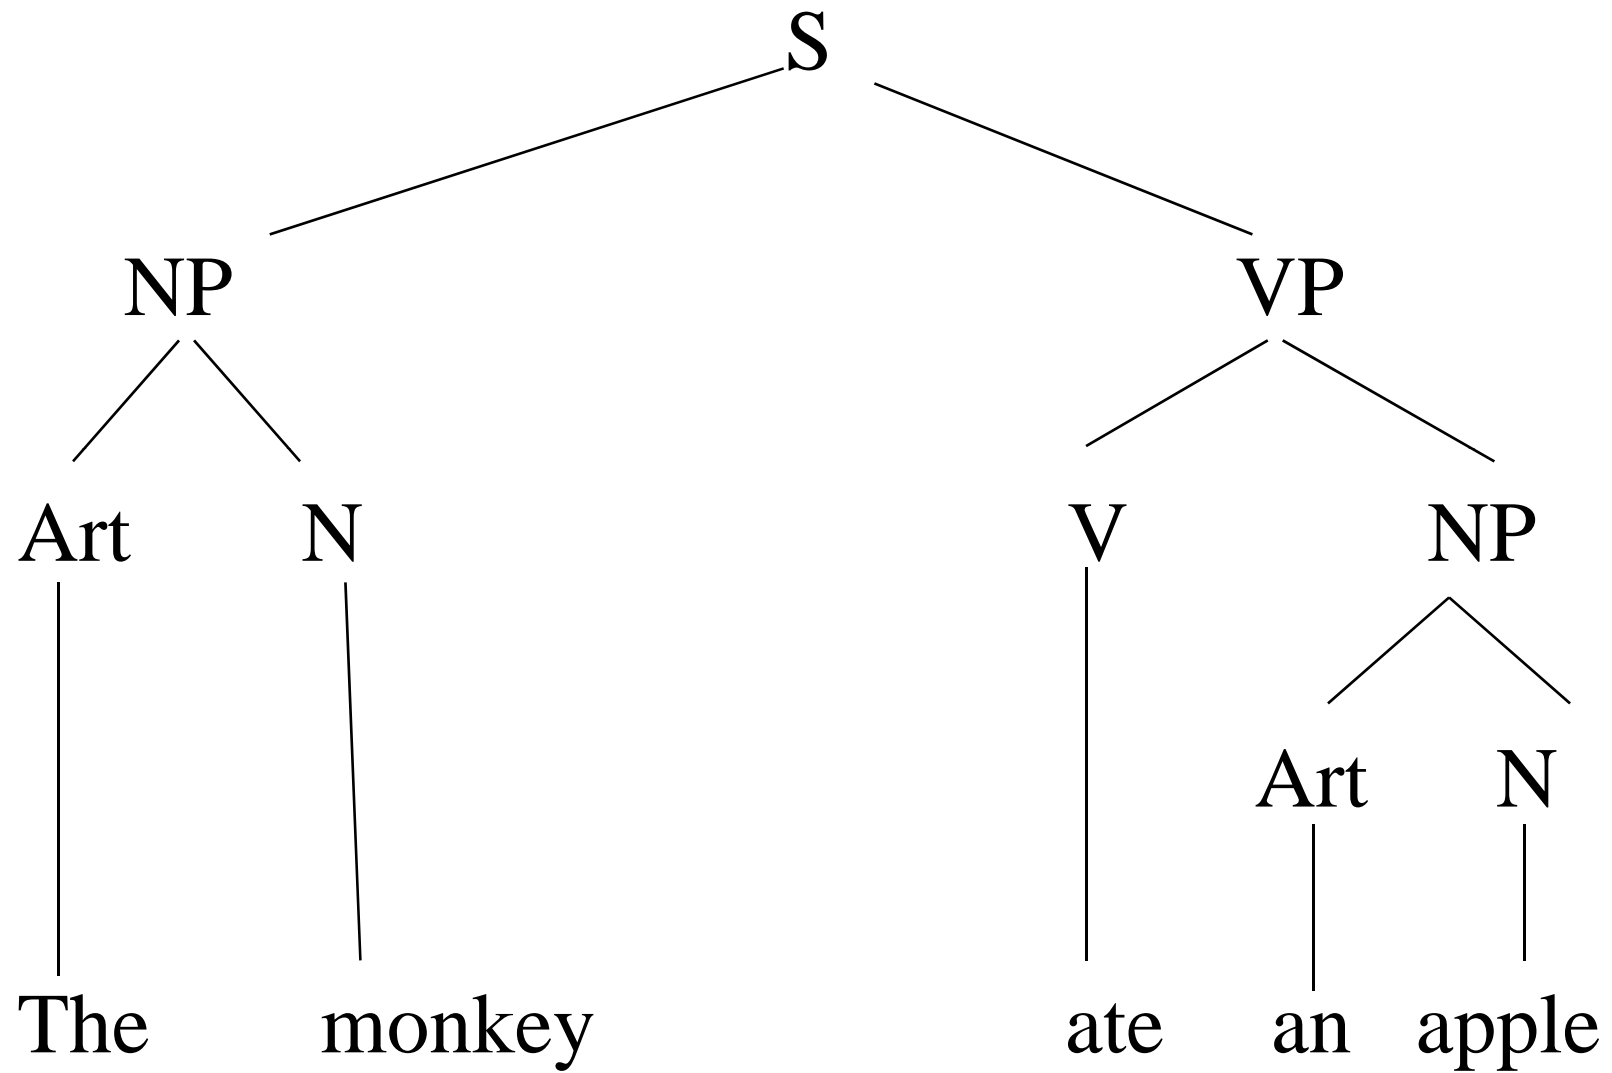 S
NP VP
Art N V NP
Art N
The monkey ate an apple